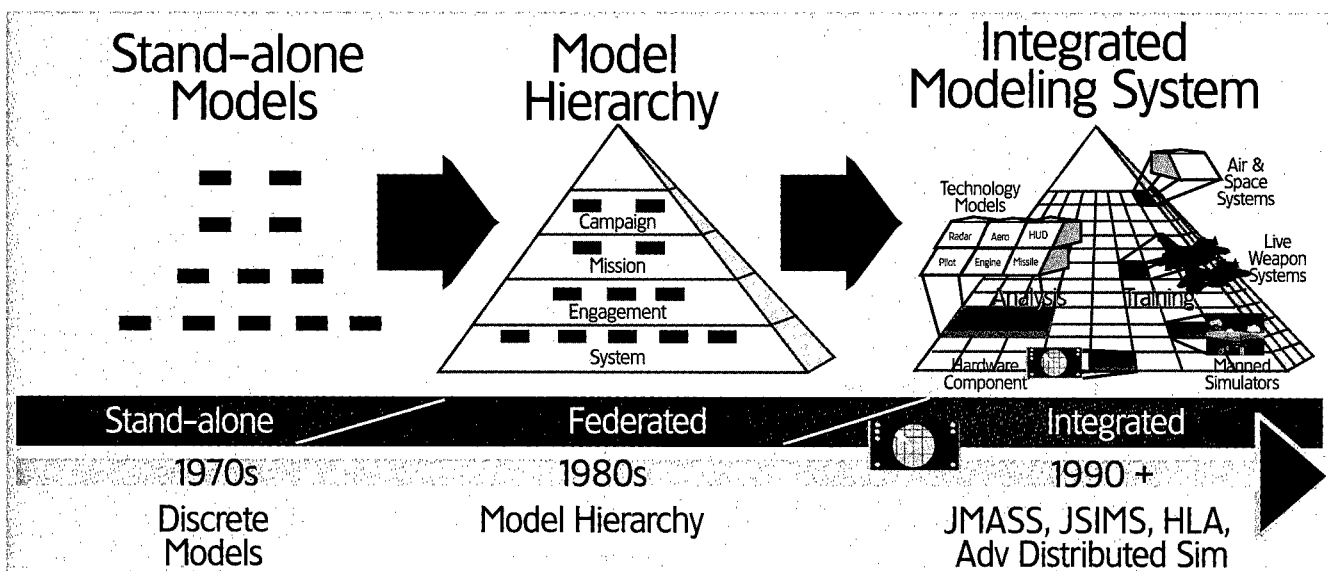 Stand-alone
Models
Model
Hierarchy
Integrated
Modeling System
Campaign
Mission
Engagement
System
Technology
Models
Radar Aero HUD
Pilot Engine Missile
Air &
Space
Systems
Live
Weapon
Systems
Analysis Training
Hardware
Component
Manned
Simulators
Stand-alone Federated Integrated
1970s 1980s 1990 +
Discrete
Models
Model Hierarchy
JMASS, JSIMS, HLA,
Adv Distributed Sim